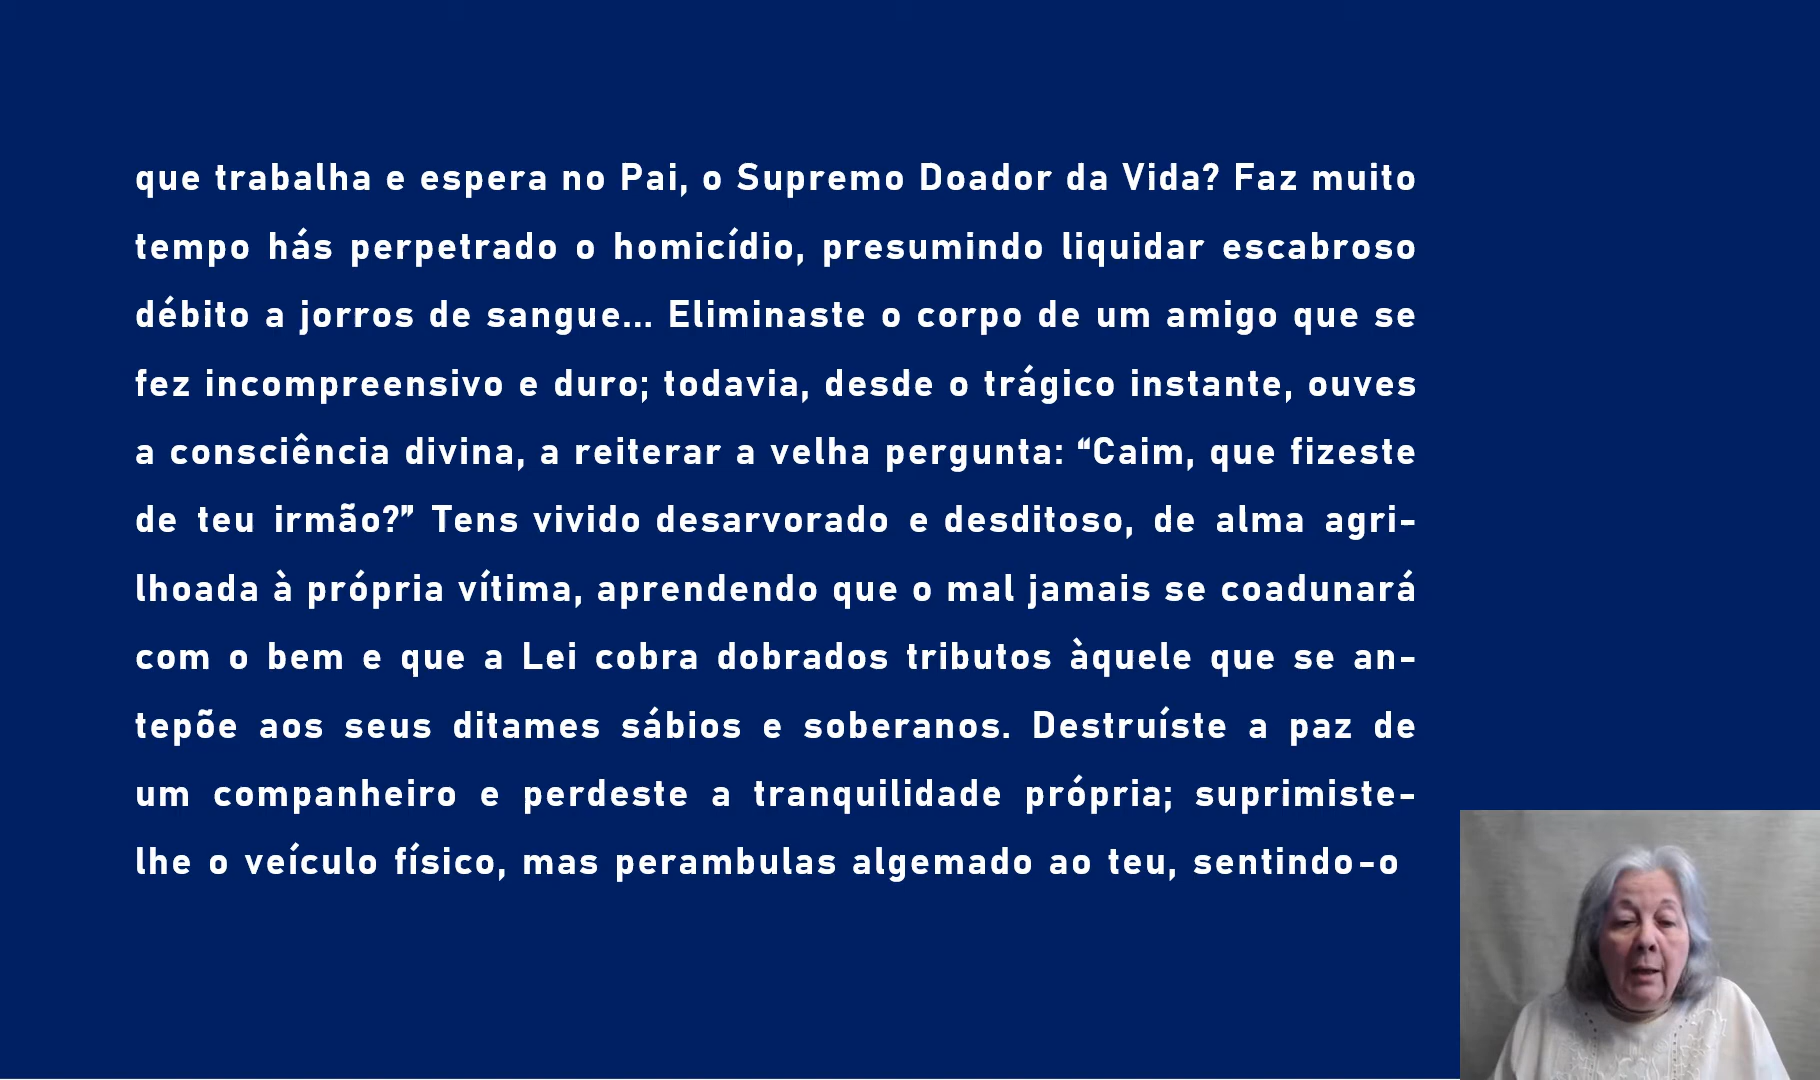 que trabalha e espera no Pai, o Supremo Doador da Vida? Faz muito
tempo hás perpetrado o homicídio, presumindo liquidar escabroso
débito a jorros de sangue... Eliminaste o corpo de um amigo que se
fez incompreensivo e duro; todavia, desde o trágico instante, ouves
a consciência divina, a reiterar a velha pergunta: “Caim, que fizeste
de teu irmão?” Tens vivido desarvorado e desditoso, de alma agri-
lhoada à própria vítima, aprendendo que o mal jamais se coadunará
com o bem e que a Lei cobra dobrados tributos àquele que se an-
tepõe aos seus ditames sábios e soberanos. Destruíste a paz de
um companheiro e perdeste a tranquilidade própria; suprimiste-
lhe o veículo físico, mas perambulas algemado ao teu, sentindo-o